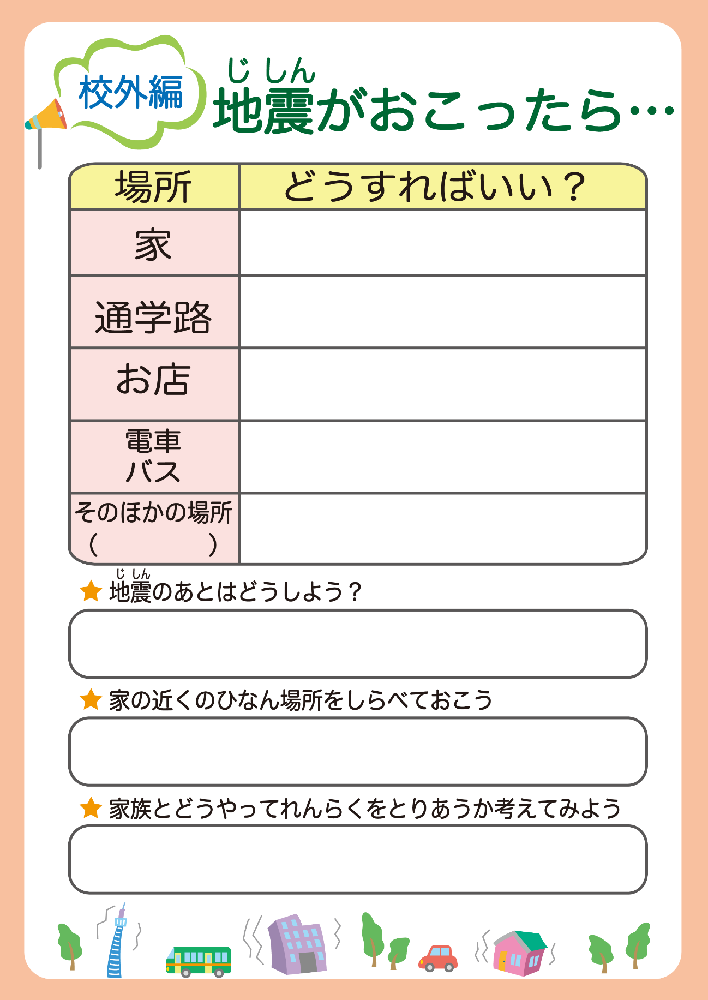 校外編
じしん
地震がおこったら…
場所 どうすればいい？
家
通学路
お店
電車
バス
そのほかの場所
（　　　　　）
じ しん
★ 地震のあとはどうしよう？
★ 家の近くのひなん場所をしらべておこう
★ 家族とどうやってれんらくをとりあうか考えてみよう